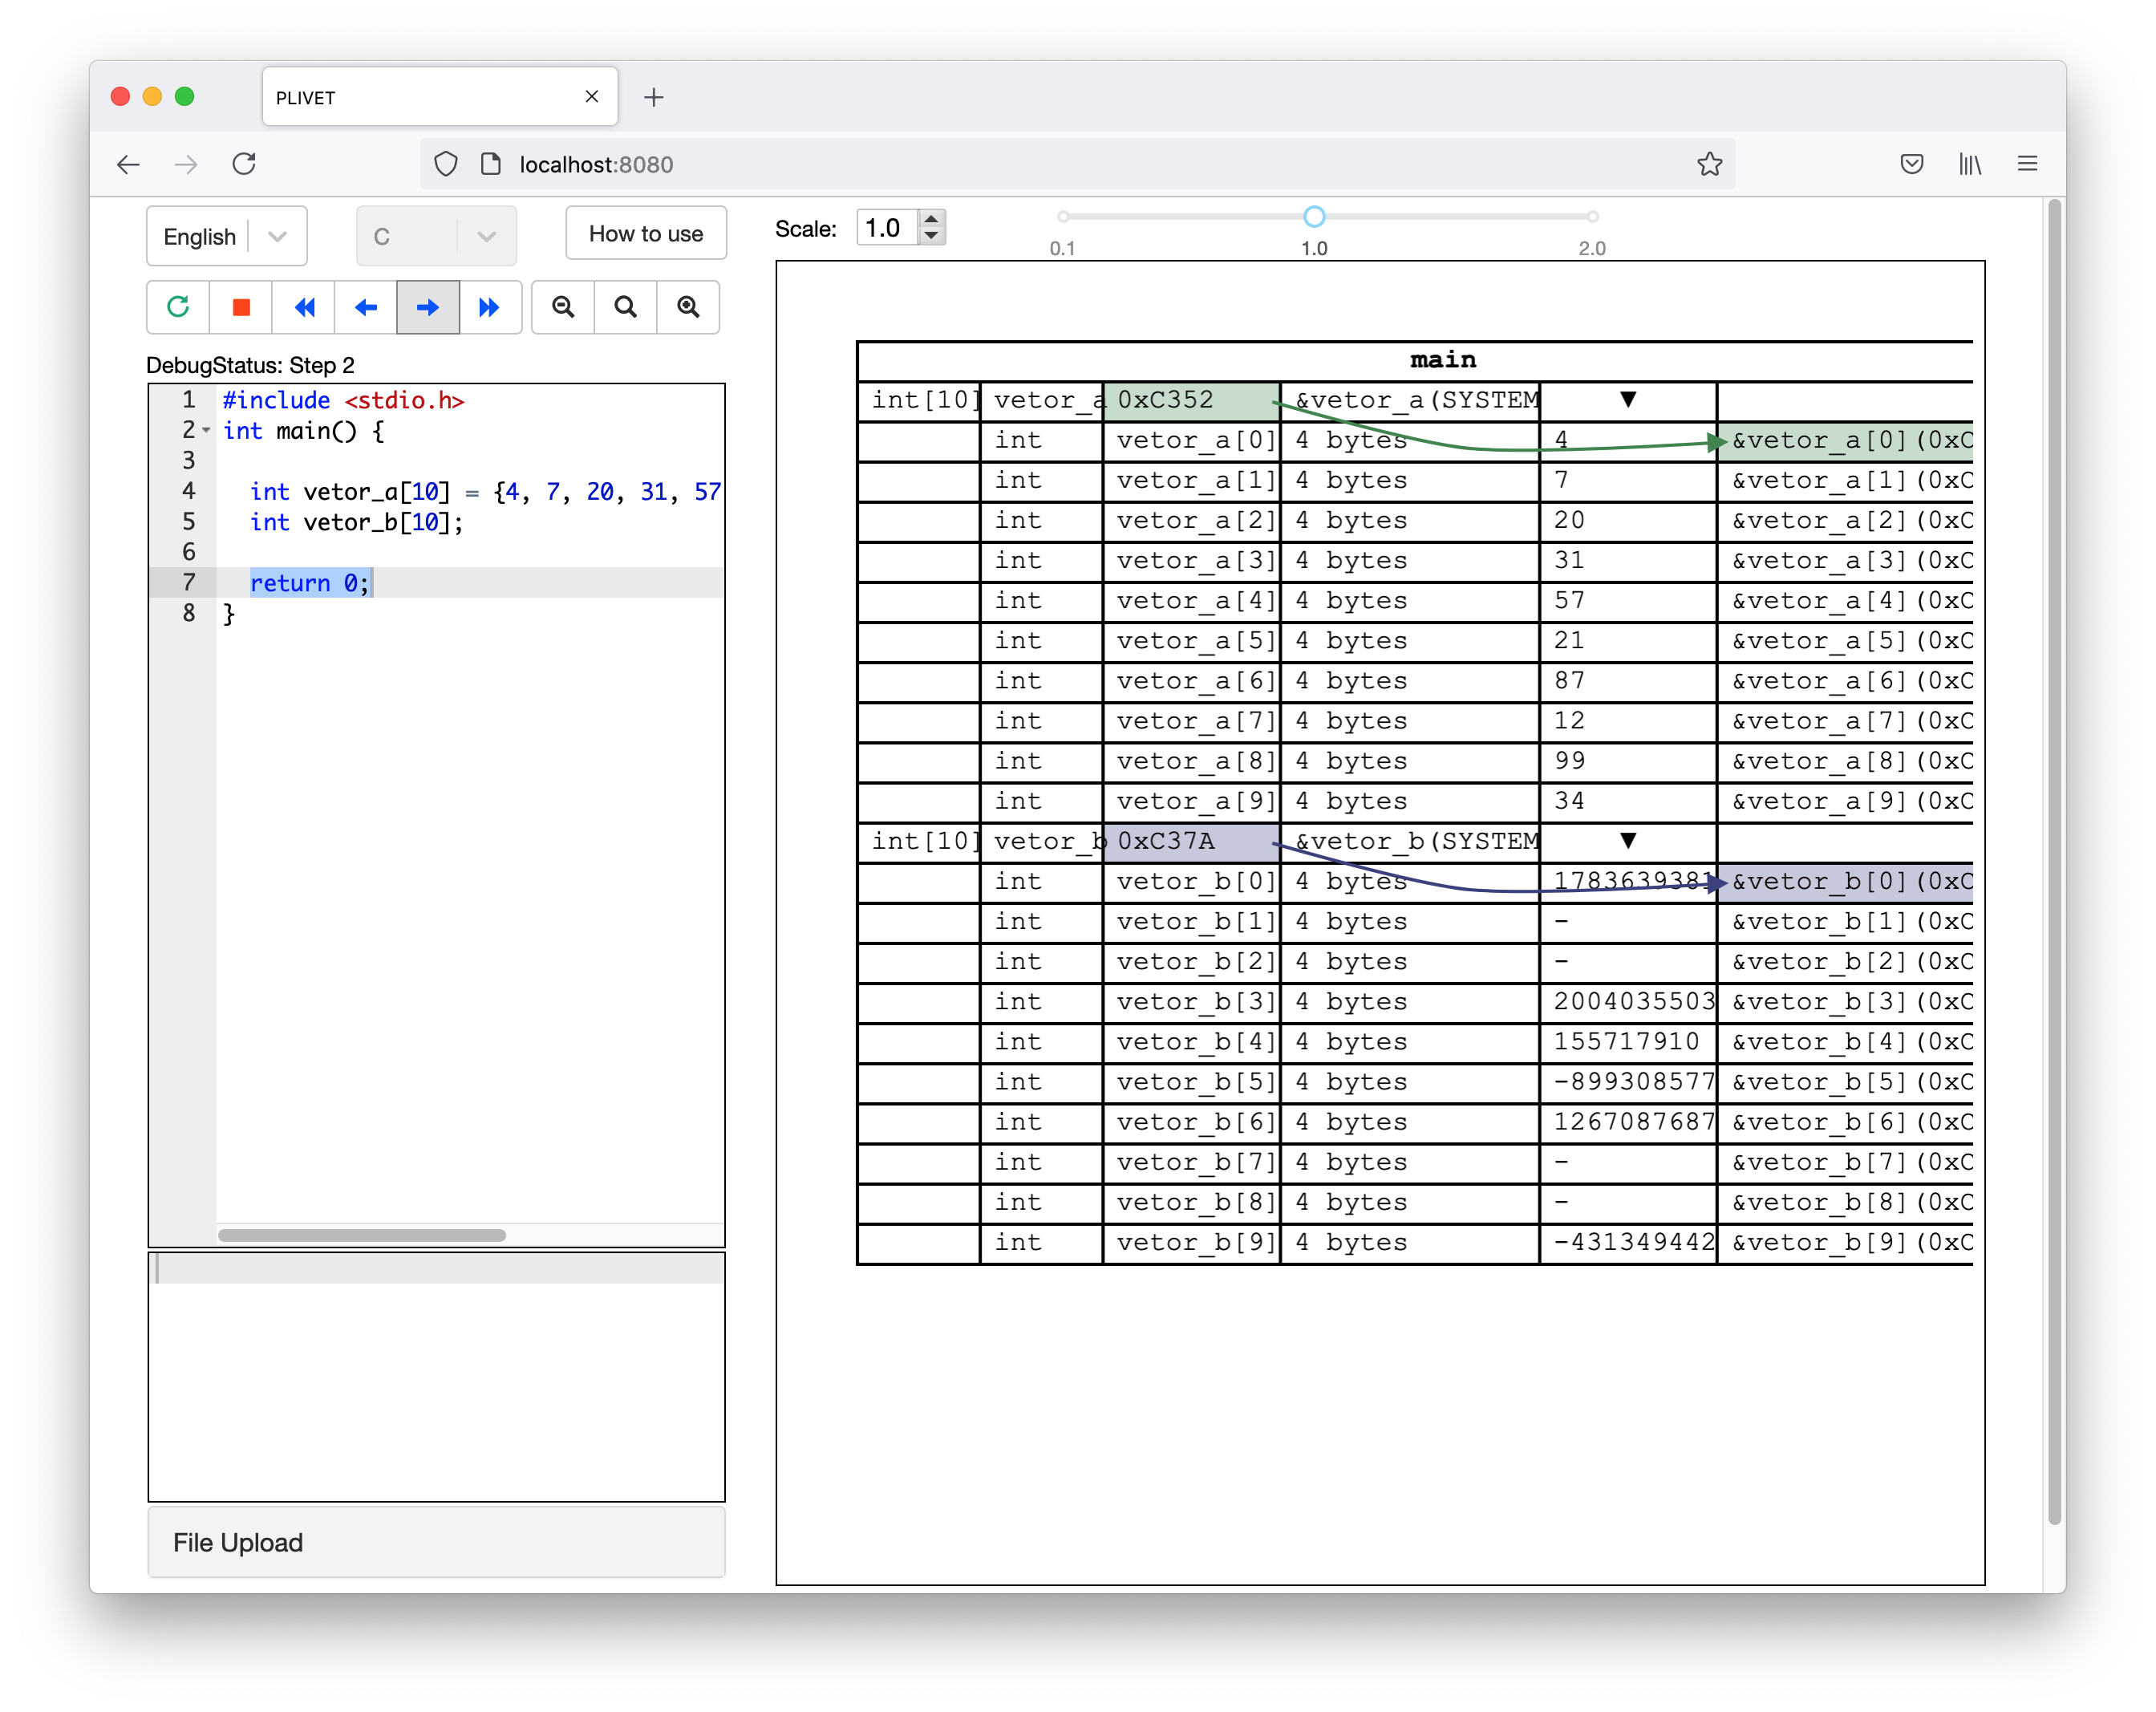 PLIVET
localhost:8080
English
C
How to use
Scale: 1.0
0.1 1.0 2.0
DebugStatus: Step 2
1 #include <stdio.h>
2 int main() {
3
4 int vetor_a[10] = {4, 7, 20, 31, 57
5 int vetor_b[10];
6
7 return 0;
8 }
File Upload
main
int[10] vetor_a 0xC352 &vetor_a(SYSTEM ▼
int vetor_a[0] 4 bytes 4 &vetor_a[0](0xC
int vetor_a[1] 4 bytes 7 &vetor_a[1](0xC
int vetor_a[2] 4 bytes 20 &vetor_a[2](0xC
int vetor_a[3] 4 bytes 31 &vetor_a[3](0xC
int vetor_a[4] 4 bytes 57 &vetor_a[4](0xC
int vetor_a[5] 4 bytes 21 &vetor_a[5](0xC
int vetor_a[6] 4 bytes 87 &vetor_a[6](0xC
int vetor_a[7] 4 bytes 12 &vetor_a[7](0xC
int vetor_a[8] 4 bytes 99 &vetor_a[8](0xC
int vetor_a[9] 4 bytes 34 &vetor_a[9](0xC
int[10] vetor_b 0xC37A &vetor_b(SYSTEM ▼
int vetor_b[0] 4 bytes 1783639381 &vetor_b[0](0xC
int vetor_b[1] 4 bytes - &vetor_b[1](0xC
int vetor_b[2] 4 bytes - &vetor_b[2](0xC
int vetor_b[3] 4 bytes 2004035503 &vetor_b[3](0xC
int vetor_b[4] 4 bytes 155717910 &vetor_b[4](0xC
int vetor_b[5] 4 bytes -899308577 &vetor_b[5](0xC
int vetor_b[6] 4 bytes 1267087687 &vetor_b[6](0xC
int vetor_b[7] 4 bytes - &vetor_b[7](0xC
int vetor_b[8] 4 bytes - &vetor_b[8](0xC
int vetor_b[9] 4 bytes -431349442 &vetor_b[9](0xC